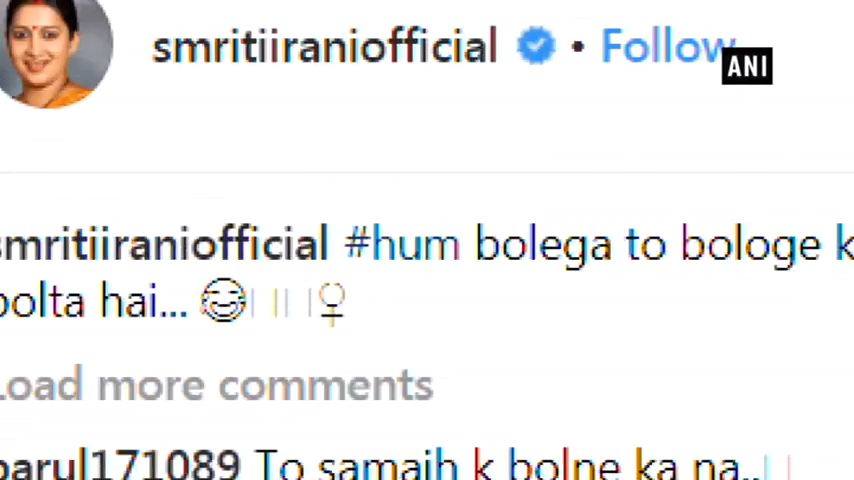 smritiiraniofficial • Follow
ANI
smritiiraniofficial #hum bolega to bologe k
bolta hai... 😂 ♀
Load more comments
parul171089 To samajh k bolne ka na..